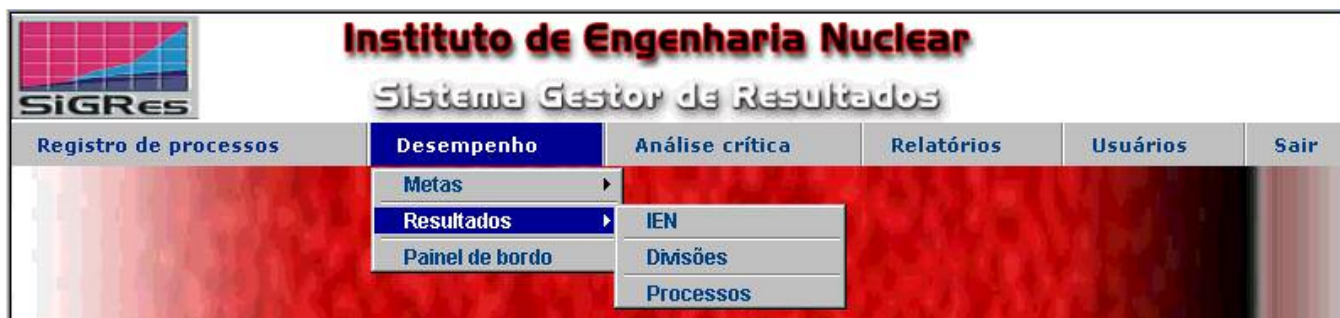 Instituto de Engenharia Nuclear
SiGRes
Sistema Gestor de Resultados
Registro de processos Desempenho Análise crítica Relatórios Usuários Sair
Metas
Resultados IEN
Painel de bordo Divisões
Processos